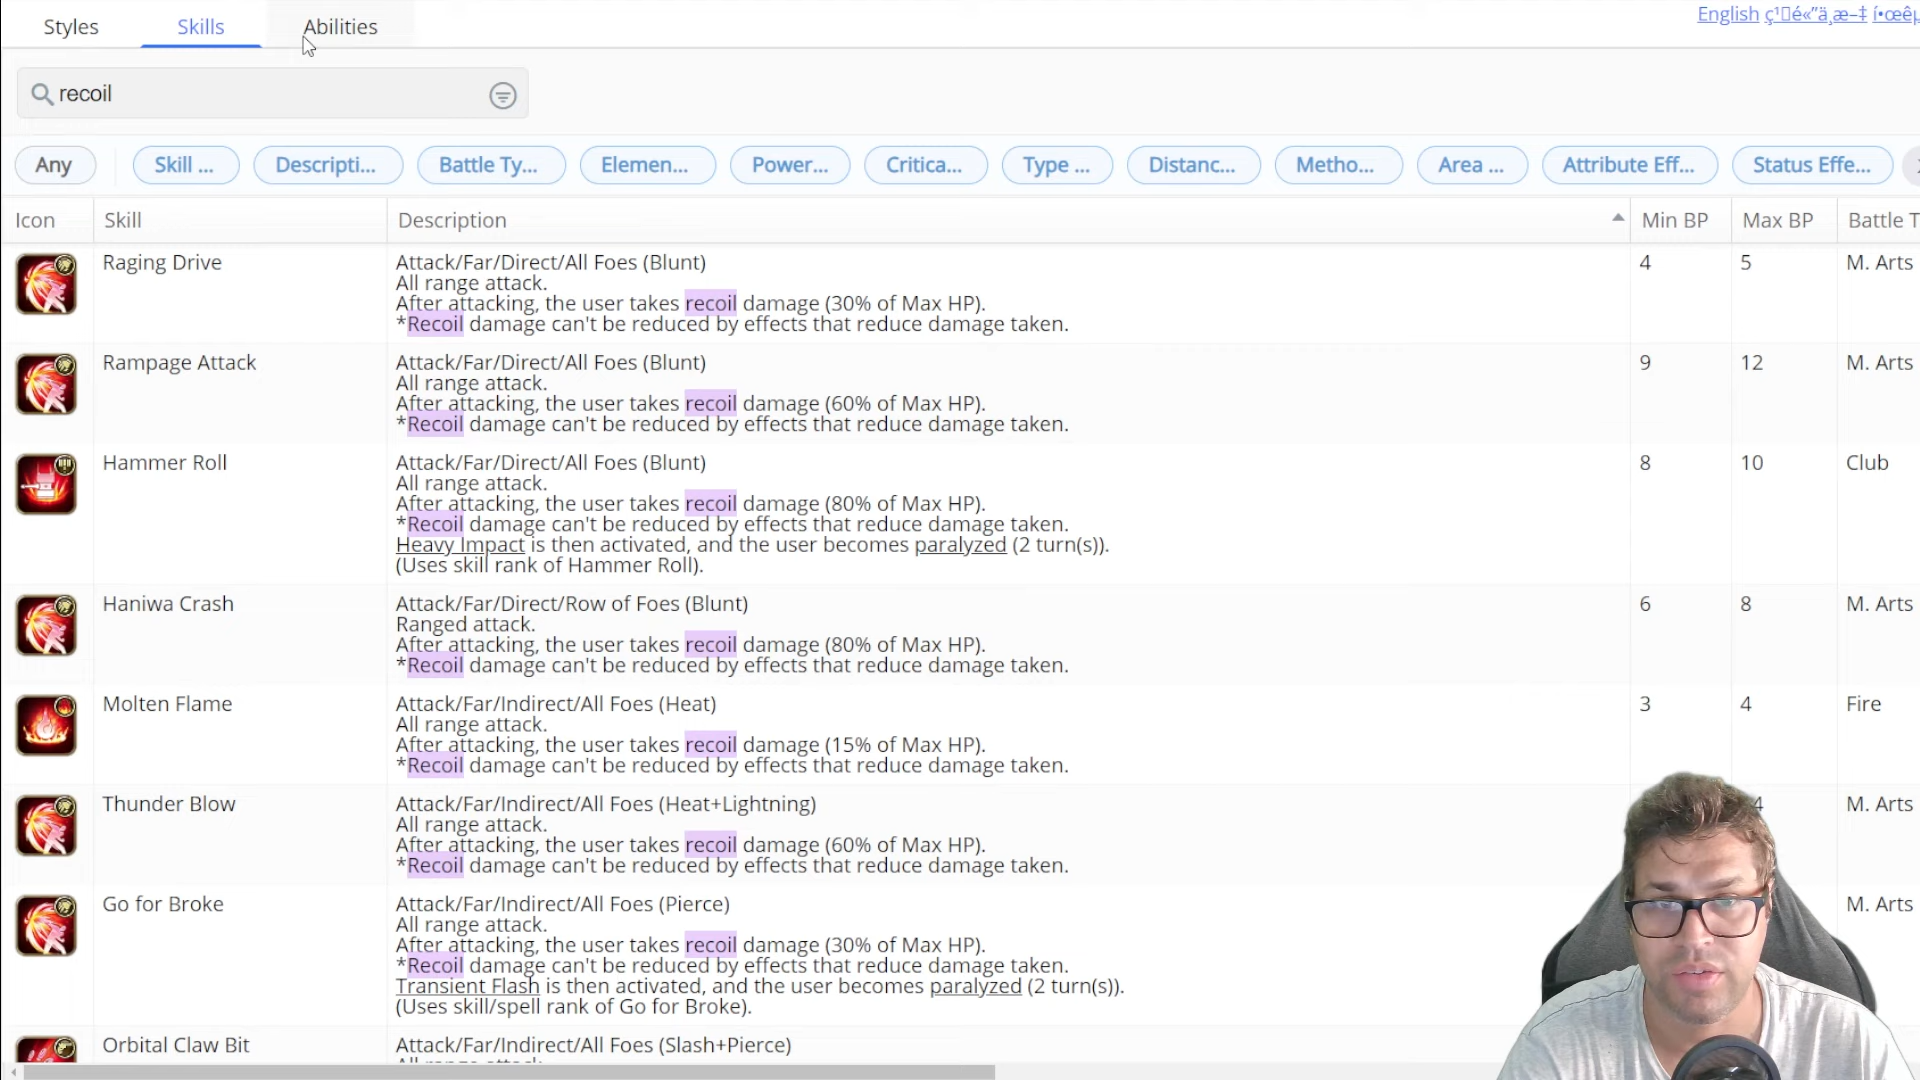 Styles
Skills
Abilities
English ç¹é«"ä¸æ–‡ í•œêµ
recoil
Any
Skill ...
Descripti...
Battle Ty...
Elemen...
Power...
Critica...
Type ...
Distanc...
Metho...
Area ...
Attribute Eff...
Status Effe...
Icon
Skill
Description
Min BP
Max BP
Battle T
Raging Drive
Attack/Far/Direct/All Foes (Blunt)
All range attack.
After attacking, the user takes recoil damage (30% of Max HP).
*Recoil damage can't be reduced by effects that reduce damage taken.
4
5
M. Arts
Rampage Attack
Attack/Far/Direct/All Foes (Blunt)
All range attack.
After attacking, the user takes recoil damage (60% of Max HP).
*Recoil damage can't be reduced by effects that reduce damage taken.
9
12
M. Arts
Hammer Roll
Attack/Far/Direct/All Foes (Blunt)
All range attack.
After attacking, the user takes recoil damage (80% of Max HP).
*Recoil damage can't be reduced by effects that reduce damage taken.
Heavy Impact is then activated, and the user becomes paralyzed (2 turn(s)).
(Uses skill rank of Hammer Roll).
8
10
Club
Haniwa Crash
Attack/Far/Direct/Row of Foes (Blunt)
Ranged attack.
After attacking, the user takes recoil damage (80% of Max HP).
*Recoil damage can't be reduced by effects that reduce damage taken.
6
8
M. Arts
Molten Flame
Attack/Far/Indirect/All Foes (Heat)
All range attack.
After attacking, the user takes recoil damage (15% of Max HP).
*Recoil damage can't be reduced by effects that reduce damage taken.
3
4
Fire
Thunder Blow
Attack/Far/Indirect/All Foes (Heat+Lightning)
All range attack.
After attacking, the user takes recoil damage (60% of Max HP).
*Recoil damage can't be reduced by effects that reduce damage taken.
4
M. Arts
Go for Broke
Attack/Far/Indirect/All Foes (Pierce)
All range attack.
After attacking, the user takes recoil damage (30% of Max HP).
*Recoil damage can't be reduced by effects that reduce damage taken.
Transient Flash is then activated, and the user becomes paralyzed (2 turn(s)).
(Uses skill/spell rank of Go for Broke).
M. Arts
Orbital Claw Bit
Attack/Far/Indirect/All Foes (Slash+Pierce)
All range attack.